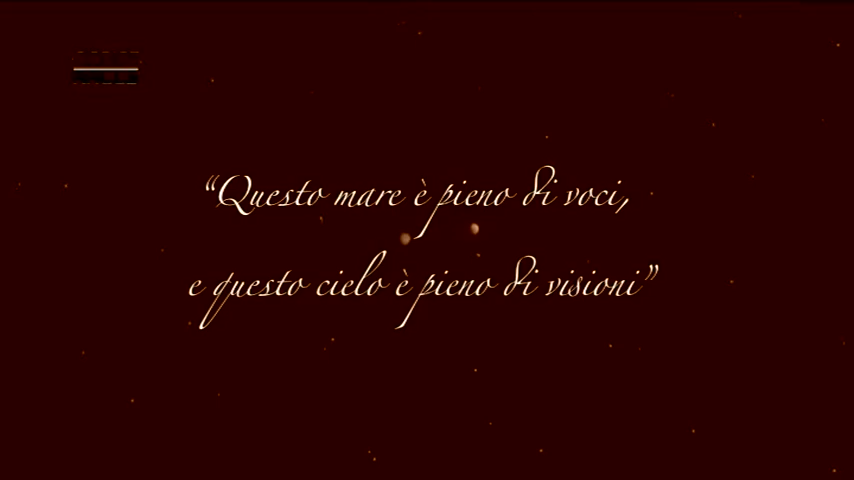 “Questo mare è pieno di voci,
e questo cielo è pieno di visioni”